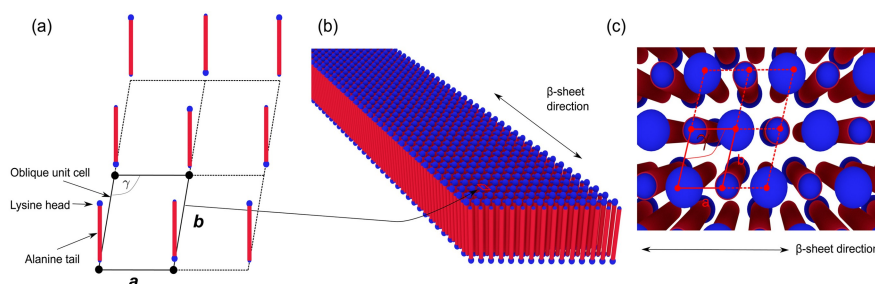 (a)
Oblique unit cell
γ
Lysine head
b
Alanine tail
a
(b)
β-sheet
direction
(c)
a
β-sheet direction